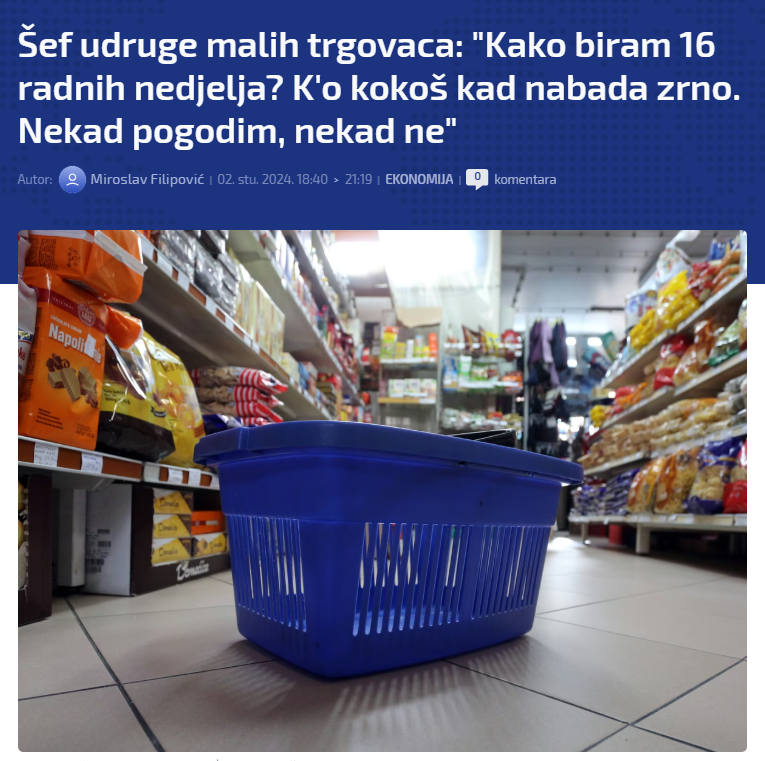 Šef udruge malih trgovaca: "Kako biram 16
radnih nedjelja? K'o kokoš kad nabada zrno.
Nekad pogodim, nekad ne"
Autor: Miroslav Filipović | 02. stu. 2024. 18:40 > 21:19 | EKONOMIJA | 0 komentara
Domaćica